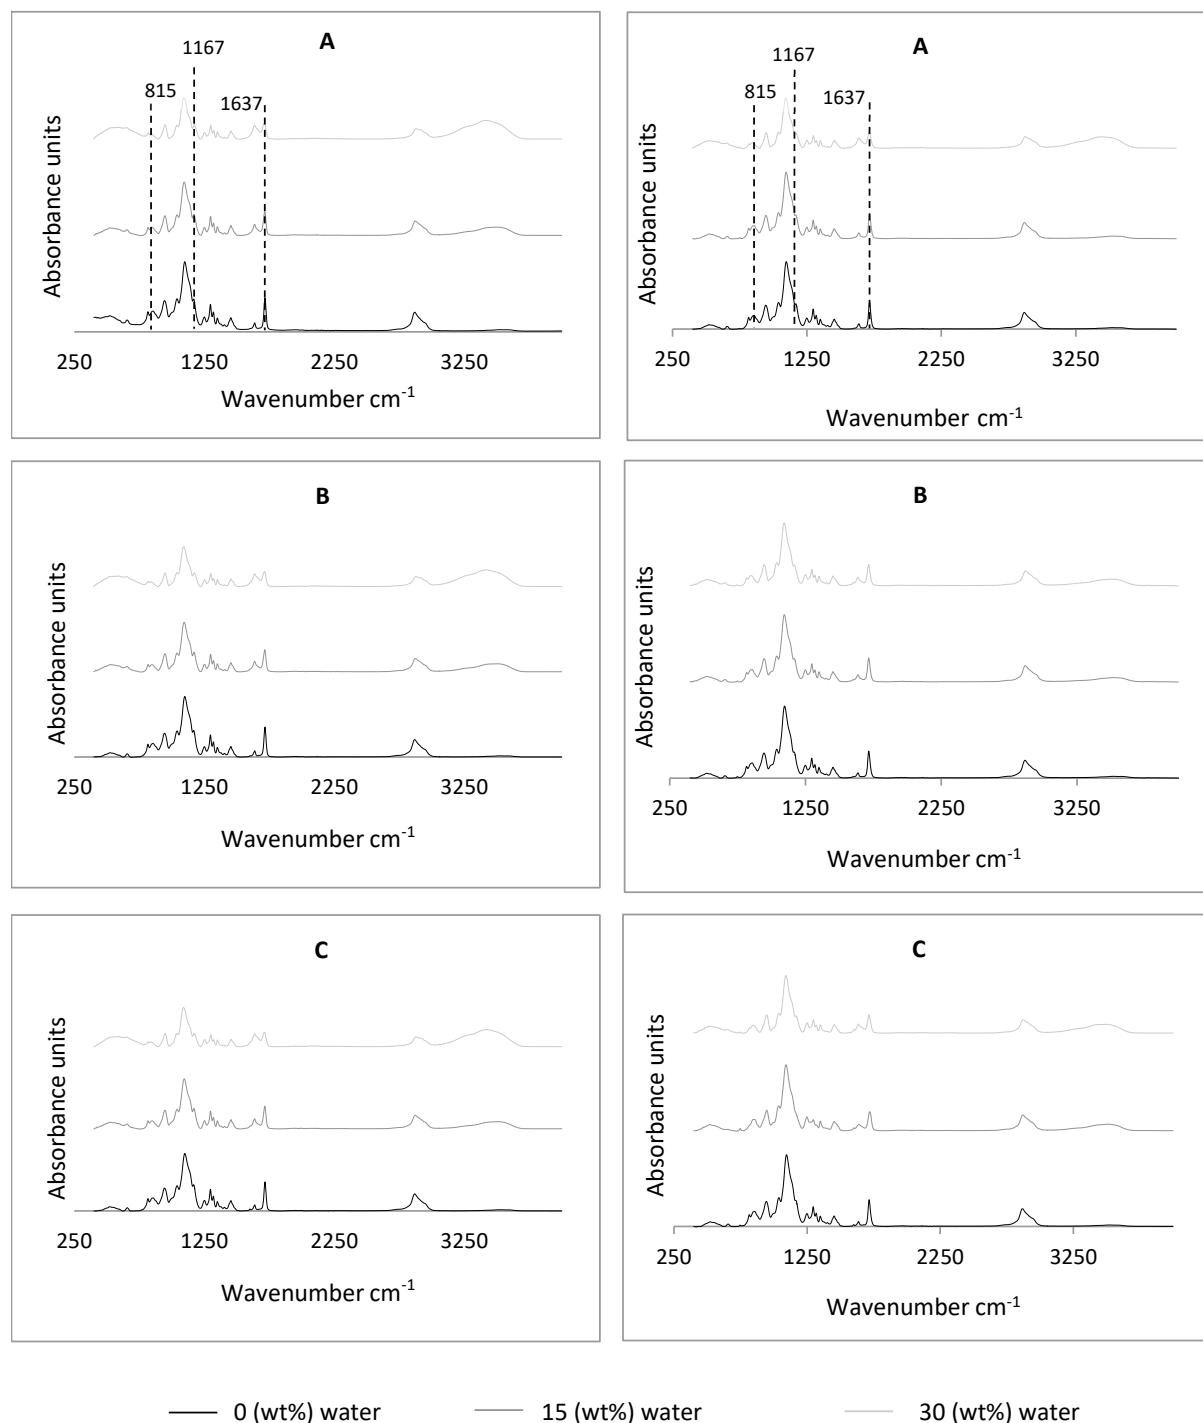 A
1167
815
1637
Absorbance units
250 1250 2250 3250
Wavenumber cm-1
A
1167
815
1637
Absorbance units
250 1250 2250 3250
Wavenumber cm-1
B
Absorbance units
250 1250 2250 3250
Wavenumber cm-1
B
Absorbance units
250 1250 2250 3250
Wavenumber cm-1
C
Absorbance units
250 1250 2250 3250
Wavenumber cm-1
C
Absorbance units
250 1250 2250 3250
Wavenumber cm-1
0 (wt%) water 15 (wt%) water 30 (wt%) water